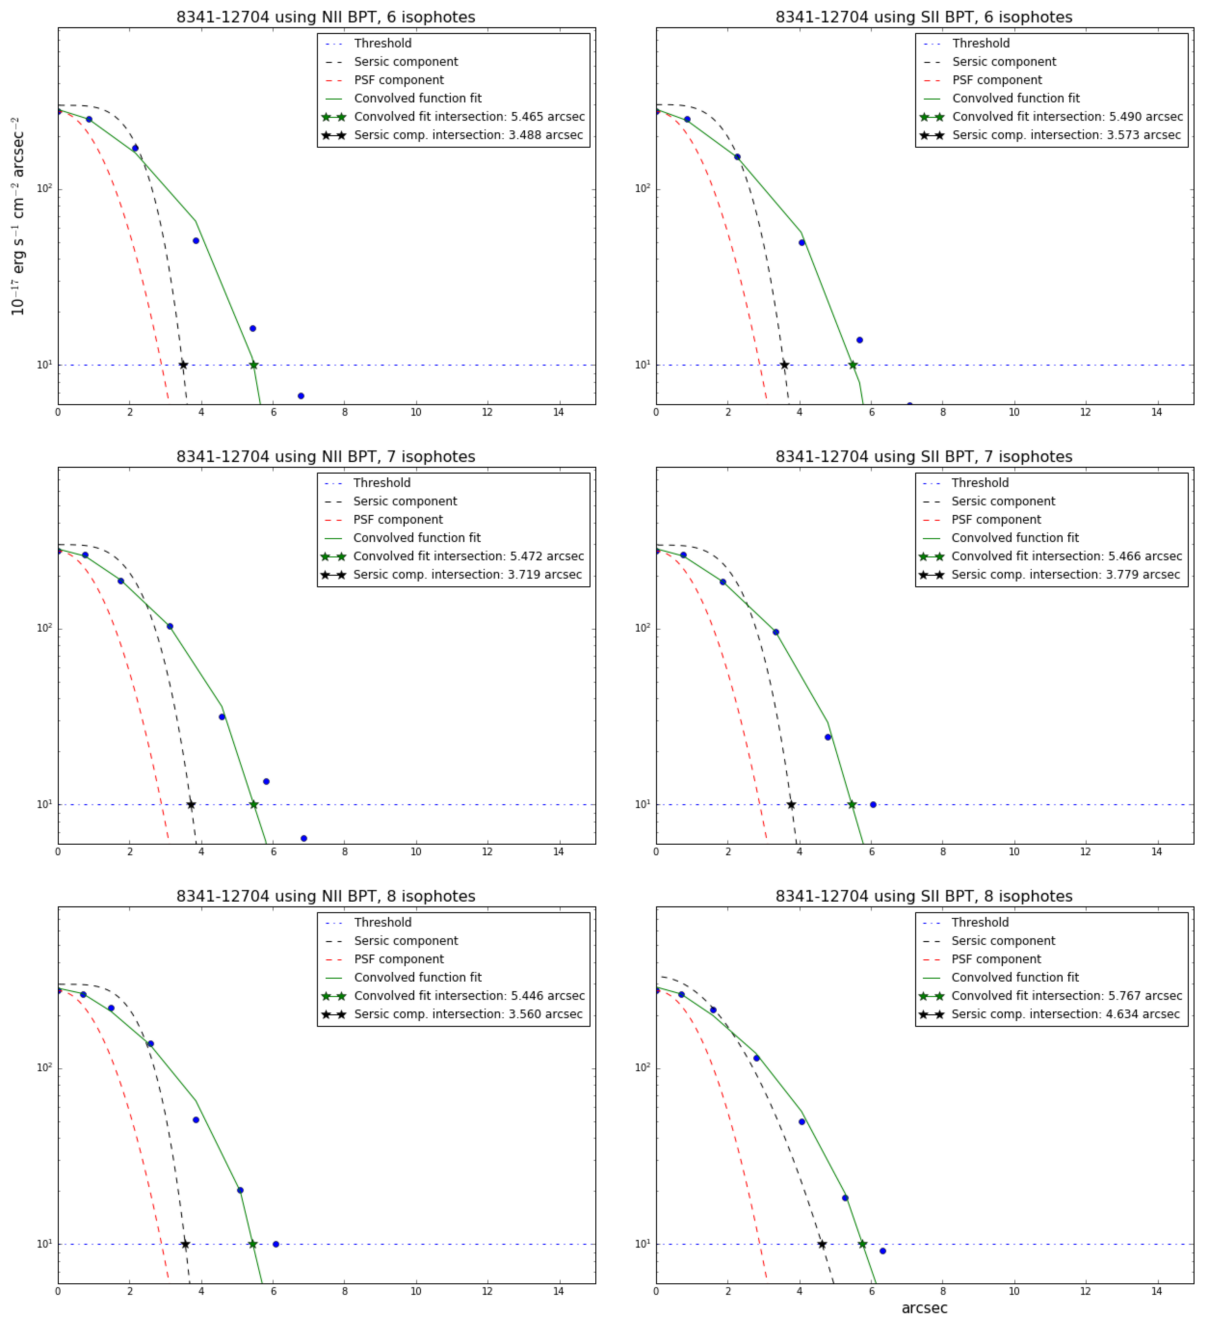 8341-12704 using NII BPT, 6 isophotes
10⁻¹⁷ erg s⁻¹ cm⁻² arcsec⁻²
Threshold
Sersic component
PSF component
Convolved function fit
Convolved fit intersection: 5.465 arcsec
Sersic comp. intersection: 3.488 arcsec
10²
10¹
0 2 4 6 8 10 12 14
8341-12704 using SII BPT, 6 isophotes
Threshold
Sersic component
PSF component
Convolved function fit
Convolved fit intersection: 5.490 arcsec
Sersic comp. intersection: 3.573 arcsec
10²
10¹
0 2 4 6 8 10 12 14
8341-12704 using NII BPT, 7 isophotes
Threshold
Sersic component
PSF component
Convolved function fit
Convolved fit intersection: 5.472 arcsec
Sersic comp. intersection: 3.719 arcsec
10²
10¹
0 2 4 6 8 10 12 14
8341-12704 using SII BPT, 7 isophotes
Threshold
Sersic component
PSF component
Convolved function fit
Convolved fit intersection: 5.466 arcsec
Sersic comp. intersection: 3.779 arcsec
10²
10¹
0 2 4 6 8 10 12 14
8341-12704 using NII BPT, 8 isophotes
Threshold
Sersic component
PSF component
Convolved function fit
Convolved fit intersection: 5.446 arcsec
Sersic comp. intersection: 3.560 arcsec
10²
10¹
0 2 4 6 8 10 12 14
8341-12704 using SII BPT, 8 isophotes
Threshold
Sersic component
PSF component
Convolved function fit
Convolved fit intersection: 5.767 arcsec
Sersic comp. intersection: 4.634 arcsec
10²
10¹
0 2 4 6 8 10 12 14
arcsec